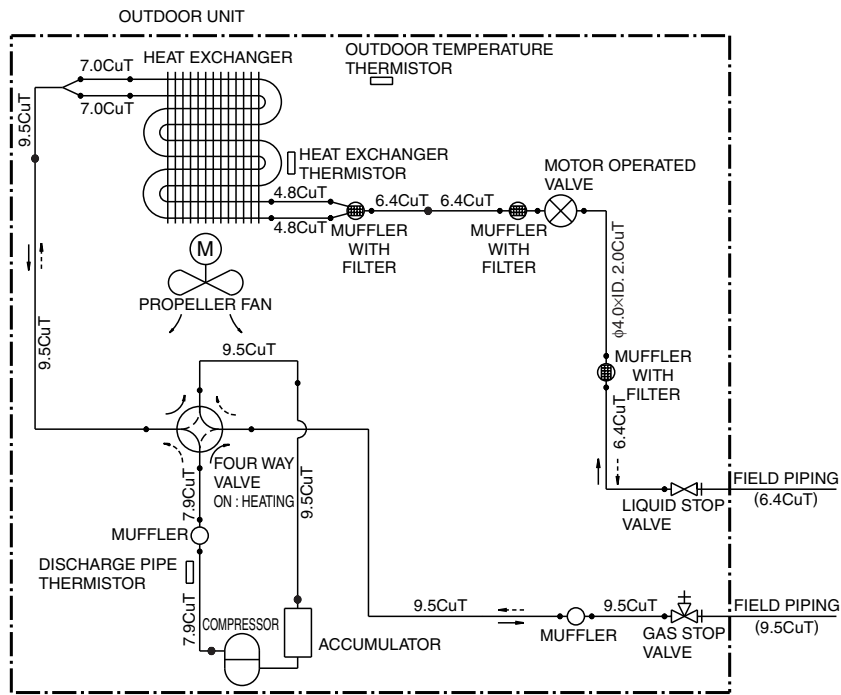 OUTDOOR UNIT
HEAT EXCHANGER
OUTDOOR TEMPERATURE
THERMISTOR
7.0CuT
7.0CuT
9.5CuT
HEAT EXCHANGER
THERMISTOR
MOTOR OPERATED
VALVE
4.8CuT
4.8CuT
6.4CuT
6.4CuT
MUFFLER
WITH
FILTER
MUFFLER
WITH
FILTER
M
PROPELLER FAN
ϕ4.0×ID. 2.0CuT
9.5CuT
9.5CuT
MUFFLER
WITH
FILTER
6.4CuT
FOUR WAY
VALVE
ON : HEATING
7.9CuT
9.5CuT
LIQUID STOP
VALVE
FIELD PIPING
(6.4CuT)
MUFFLER
DISCHARGE PIPE
THERMISTOR
7.9CuT
COMPRESSOR
ACCUMULATOR
9.5CuT
MUFFLER
9.5CuT
GAS STOP
VALVE
FIELD PIPING
(9.5CuT)